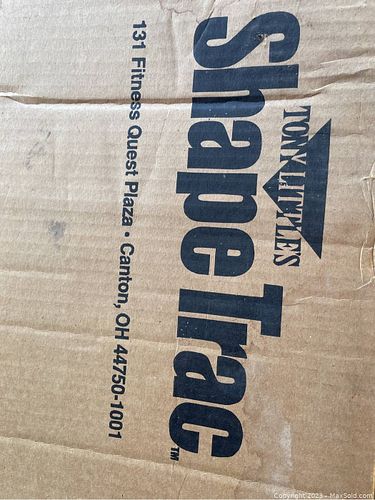 TONY LITTLE'S
Shape Trac™
131 Fitness Quest Plaza • Canton, OH 44750-1001
Copyright 2023 - MaxSold.com